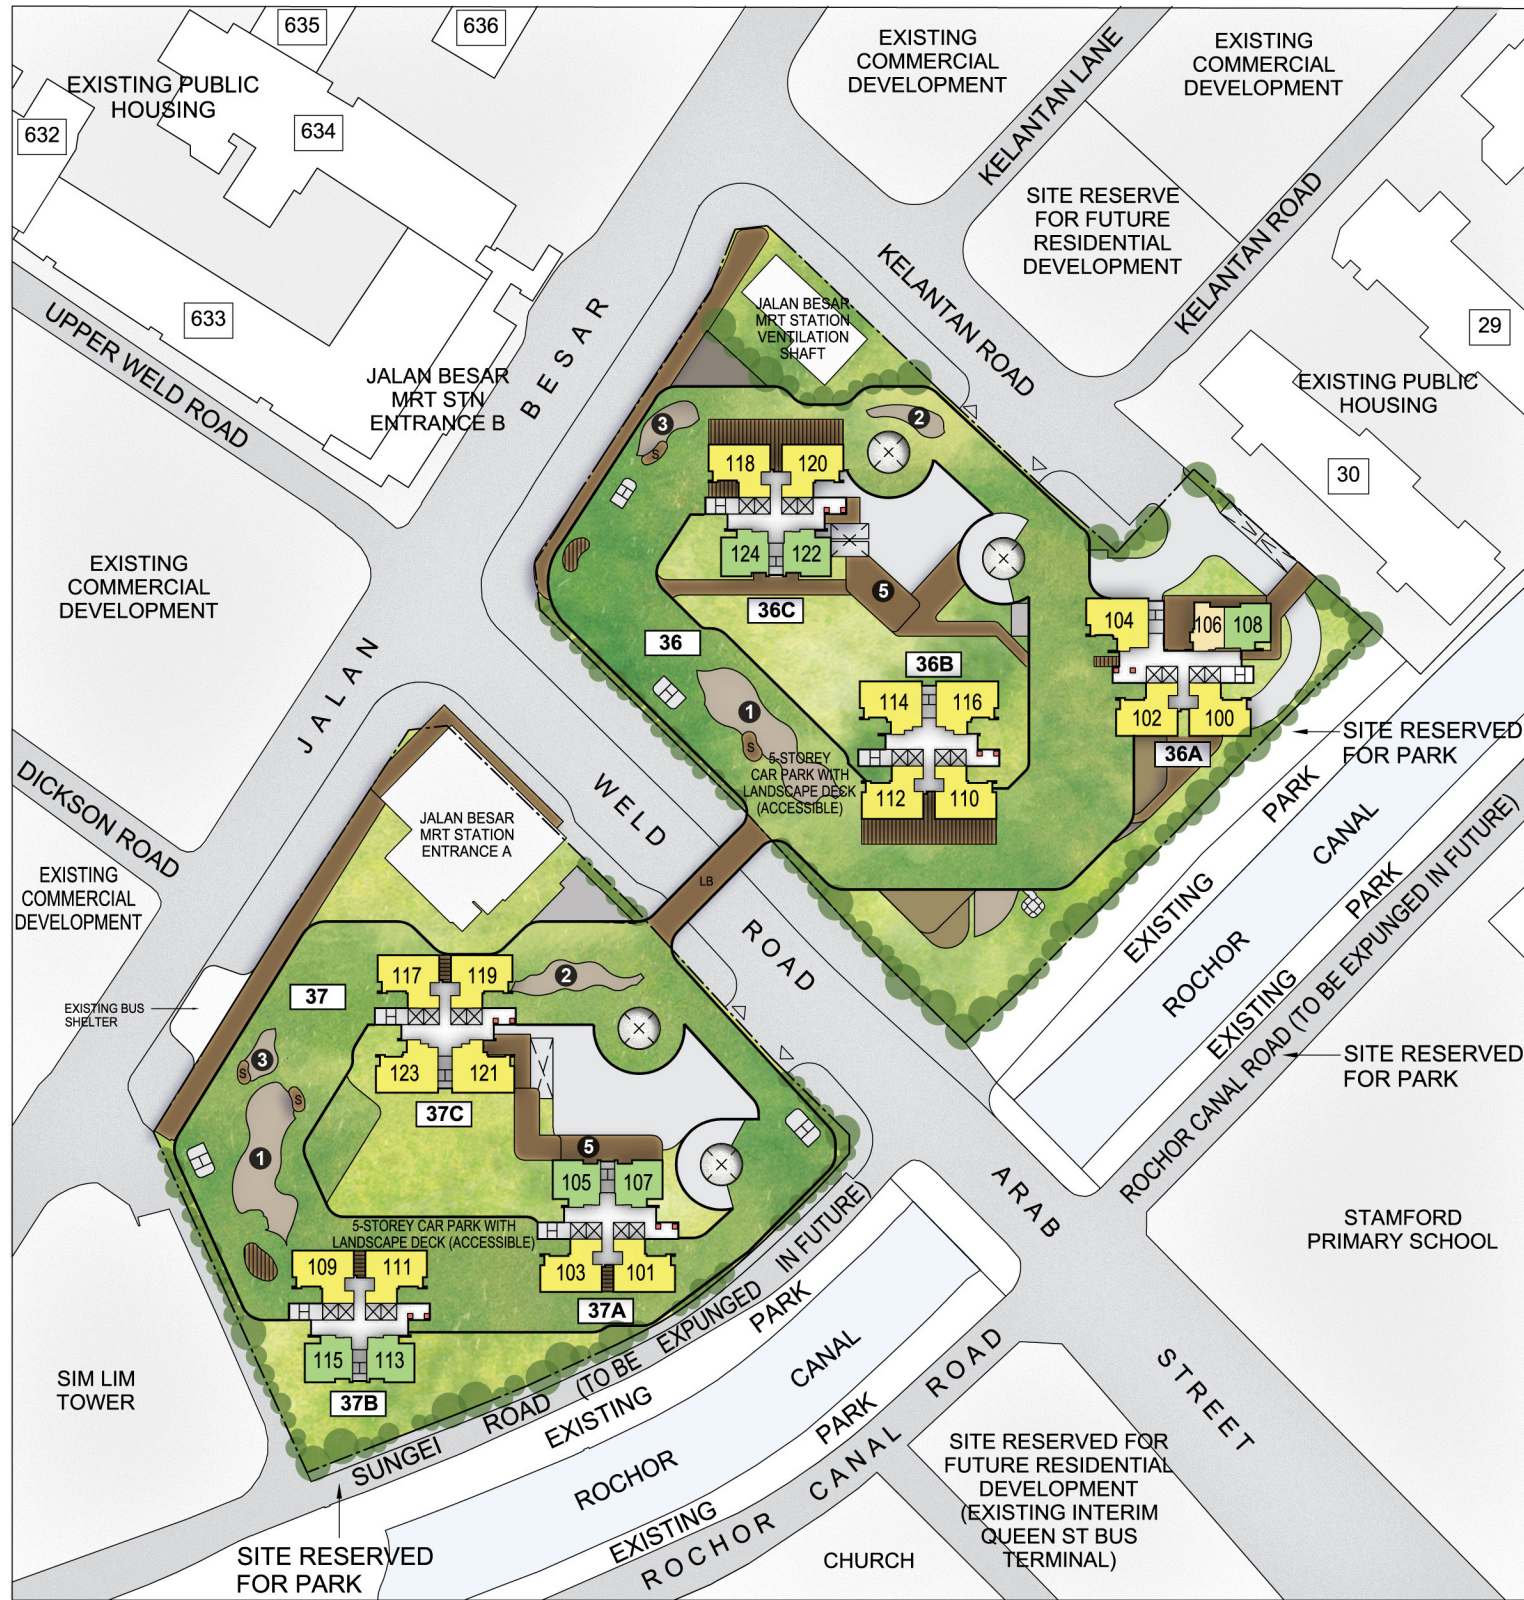 635
636
EXISTING PUBLIC
HOUSING
632
634
633
UPPER WELD ROAD
JALAN BESAR
MRT STN
ENTRANCE B
EXISTING
COMMERCIAL
DEVELOPMENT
EXISTING
COMMERCIAL
DEVELOPMENT
KELANTAN LANE
SITE RESERVE
FOR FUTURE
RESIDENTIAL
DEVELOPMENT
KELANTAN ROAD
KELANTAN ROAD
29
EXISTING PUBLIC
HOUSING
30
JALAN BESAR
MRT STATION
VENTILATION
SHAFT
JALAN BESAR
EXISTING
COMMERCIAL
DEVELOPMENT
3
S
2
118
120
124
122
36C
5
36
36B
114
116
112
110
1
S
5-STOREY
CAR PARK WITH
LANDSCAPE DECK
(ACCESSIBLE)
104
106
108
102
100
36A
SITE RESERVED
FOR PARK
DICKSON ROAD
EXISTING
COMMERCIAL
DEVELOPMENT
JALAN BESAR
MRT STATION
ENTRANCE A
WELD ROAD
LB
EXISTING PARK
ROCHOR CANAL
EXISTING PARK
ROCHOR CANAL ROAD (TO BE EXPUNGED IN FUTURE)
SITE RESERVED
FOR PARK
EXISTING BUS
SHELTER
37
117
119
2
123
121
37C
3
S
S
1
5
105
107
5-STOREY CAR PARK WITH
LANDSCAPE DECK (ACCESSIBLE)
103
101
37A
109
111
115
113
37B
ARAB STREET
STAMFORD
PRIMARY SCHOOL
SIM LIM
TOWER
SUNGEI ROAD (TO BE EXPUNGED IN FUTURE)
EXISTING PARK
ROCHOR CANAL
EXISTING PARK
ROCHOR CANAL ROAD
SITE RESERVED
FOR PARK
SITE RESERVED FOR
FUTURE RESIDENTIAL
DEVELOPMENT
(EXISTING INTERIM
QUEEN ST BUS
TERMINAL)
CHURCH